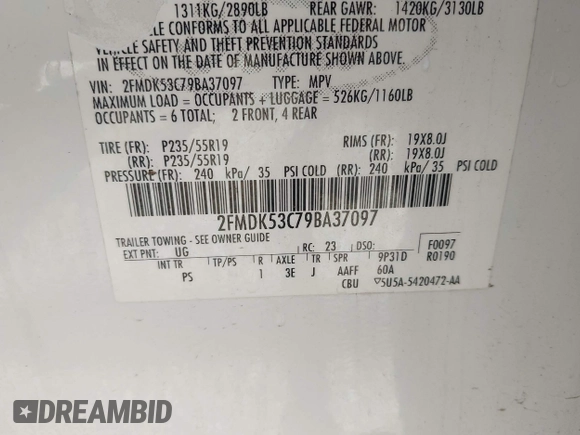 1311KG/2890LB REAR GAWR: 1420KG/3130LB
CONFORMS TO ALL APPLICABLE FEDERAL MOTOR
VEHICLE SAFETY AND THEFT PREVENTION STANDARDS
IN EFFECT ON THE DATE OF MANUFACTURE SHOWN ABOVE.
VIN: 2FMDK53C79BA37097 TYPE: MPV
MAXIMUM LOAD = OCCUPANTS + LUGGAGE = 526KG/1160LB
OCCUPANTS = 6 TOTAL; 2 FRONT, 4 REAR
TIRE (FR): P235/55R19 RIMS (FR): 19X8.0J
(RR): P235/55R19 (RR): 19X8.0J
PRESSURE(FR): 240 kPa/ 35 PSI COLD (RR): 240 kPa/ 35 PSI COLD
2FMDK53C79BA37097
TRAILER TOWING - SEE OWNER GUIDE
EXT PNT: UG RC: 23 DSO: F0097
INT TR TP/PS R AXLE TR SPR 9P31D R0190
PS 1 3E J AAFF 60A
CBU 5U5A-5420472-AA
DREAMBID